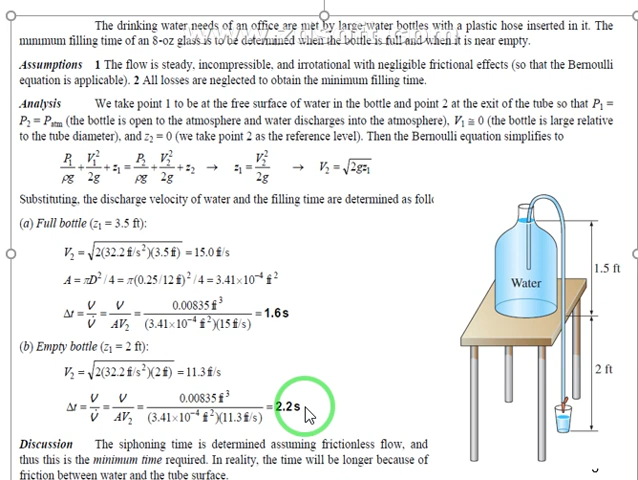 The drinking water needs of an office are met by large water bottles with a plastic hose inserted in it. The
minimum filling time of an 8-oz glass is to be determined when the bottle is full and when it is near empty.
Assumptions 1 The flow is steady, incompressible, and irrotational with negligible frictional effects (so that the Bernoulli
equation is applicable). 2 All losses are neglected to obtain the minimum filling time.
Analysis We take point 1 to be at the free surface of water in the bottle and point 2 at the exit of the tube so that P₁ =
P₂ = Pₐₜₘ (the bottle is open to the atmosphere and water discharges into the atmosphere), V₁ ≅ 0 (the bottle is large relative
to the tube diameter), and z₂ = 0 (we take point 2 as the reference level). Then the Bernoulli equation simplifies to
P₁/ρg + V₁²/2g + z₁ = P₂/ρg + V₂²/2g + z₂ → z₁ = V₂²/2g → V₂ = √2gz₁
Substituting, the discharge velocity of water and the filling time are determined as follo
(a) Full bottle (z₁ = 3.5 ft):
V₂ = √2(32.2 ft/s²)(3.5 ft) = 15.0 ft/s
A = πD²/4 = π(0.25/12 ft)²/4 = 3.41×10⁻⁴ ft²
Δt = V/V̇ = V/AV₂ = 0.00835 ft³/(3.41×10⁻⁴ ft²)(15 ft/s) = 1.6 s
(b) Empty bottle (z₁ = 2 ft):
V₂ = √2(32.2 ft/s²)(2 ft) = 11.3 ft/s
Δt = V/V̇ = V/AV₂ = 0.00835 ft³/(3.41×10⁻⁴ ft²)(11.3 ft/s) = 2.2 s
Discussion The siphoning time is determined assuming frictionless flow, and
thus this is the minimum time required. In reality, the time will be longer because of
friction between water and the tube surface.
Water
1.5 ft
2 ft